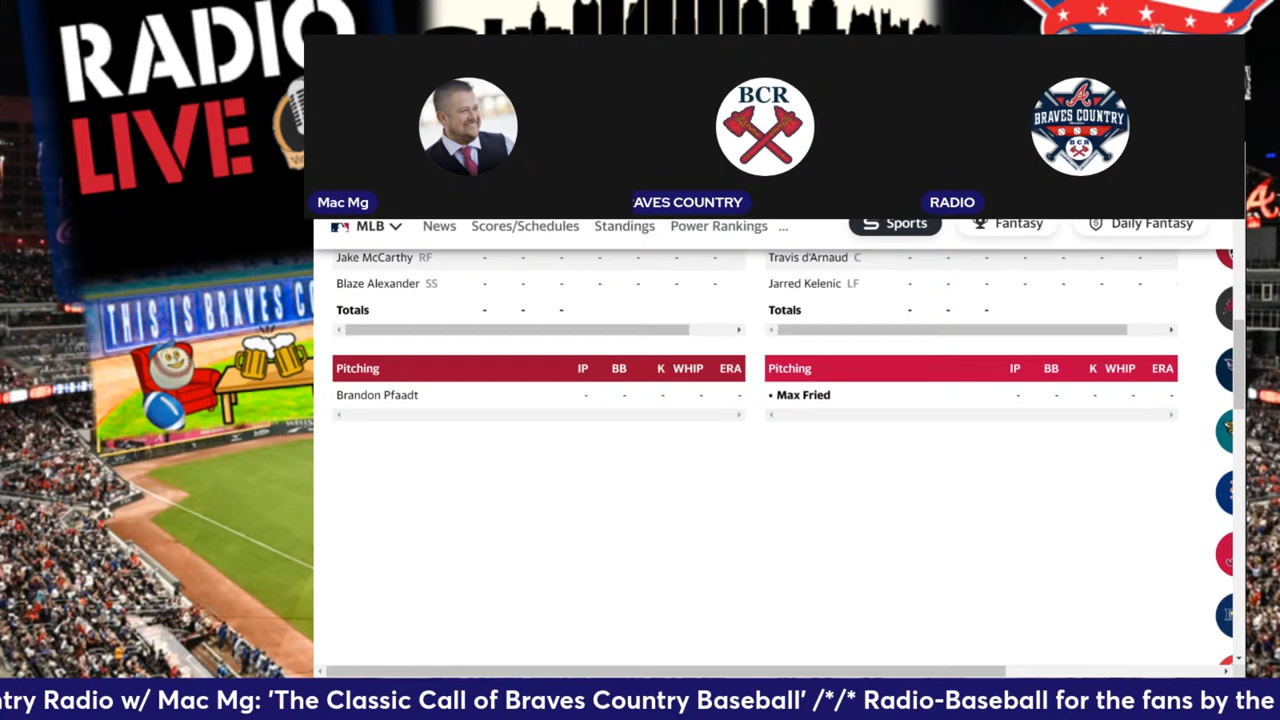 RADIO
LIVE
BCR
BRAVES COUNTRY
BCR
Mac Mg
AVES COUNTRY
RADIO
MLB
News
Scores/Schedules
Standings
Power Rankings
...
Sports
Fantasy
Daily Fantasy
THIS IS BRAVES CO
Jake McCarthy RF - - - - - - -
Blaze Alexander SS - - - - - - -
Totals - - -
Travis d'Arnaud C - - - - - - -
Jarred Kelenic LF - - - - - - -
Totals - - -
Pitching IP BB K WHIP ERA
Brandon Pfaadt - - - - -
Pitching IP BB K WHIP ERA
• Max Fried - - - - -
ntry Radio w/ Mac Mg: 'The Classic Call of Braves Country Baseball' /*/* Radio-Baseball for the fans by the